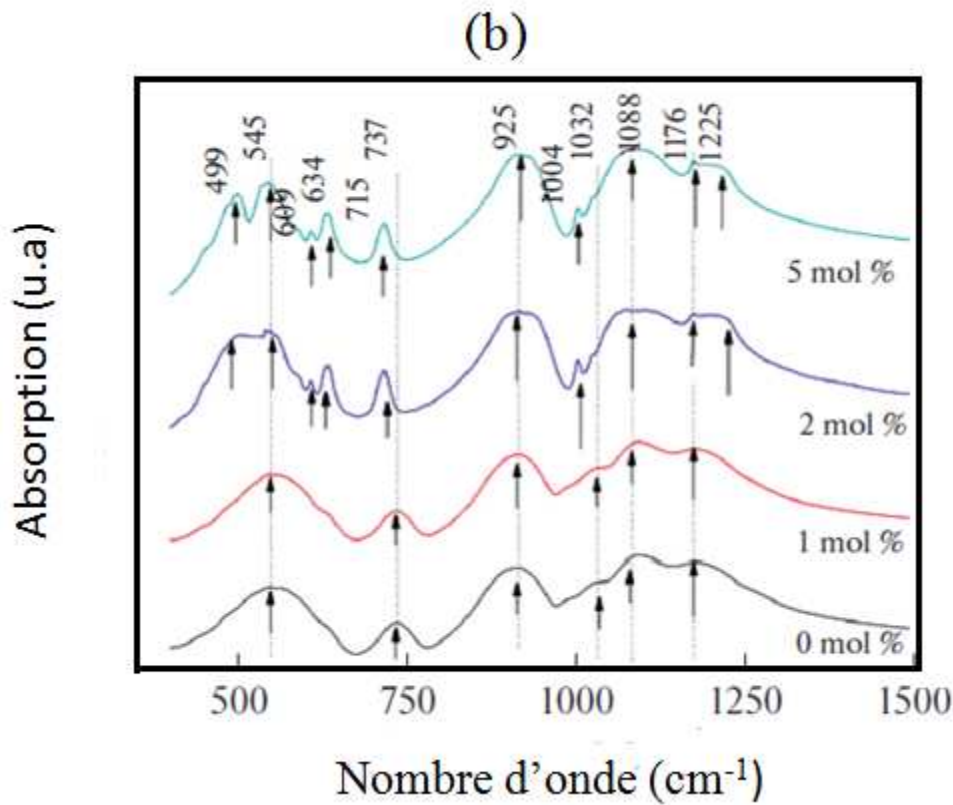 (b)
499
545
609
634
715
737
925
1004
1032
1088
1176
1225
5 mol %
2 mol %
1 mol %
0 mol %
Absorption (u.a)
500
750
1000
1250
1500
Nombre d’onde (cm-1)